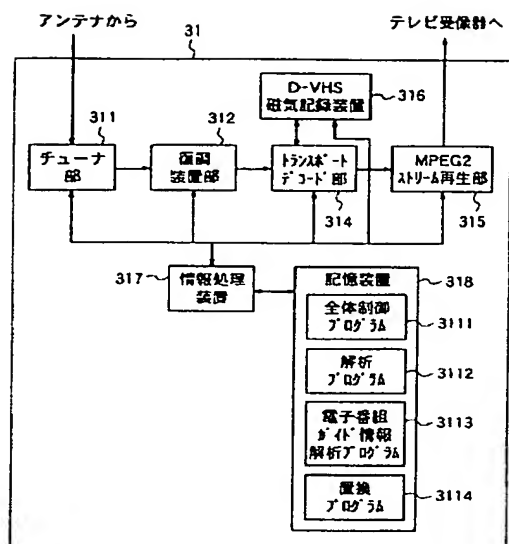 アンテナから
テレビ受像器へ
31
D-VHS
磁気記録装置
316
311
312
チューナ
部
復調
装置部
トランスポート
デコード部
MPEG2
ストリーム再生部
314
315
317
情報処理
装置
記憶装置
318
全体制御
プログラム
3111
解析
プログラム
3112
電子番組
ガイド情報
解析プログラム
3113
置換
プログラム
3114